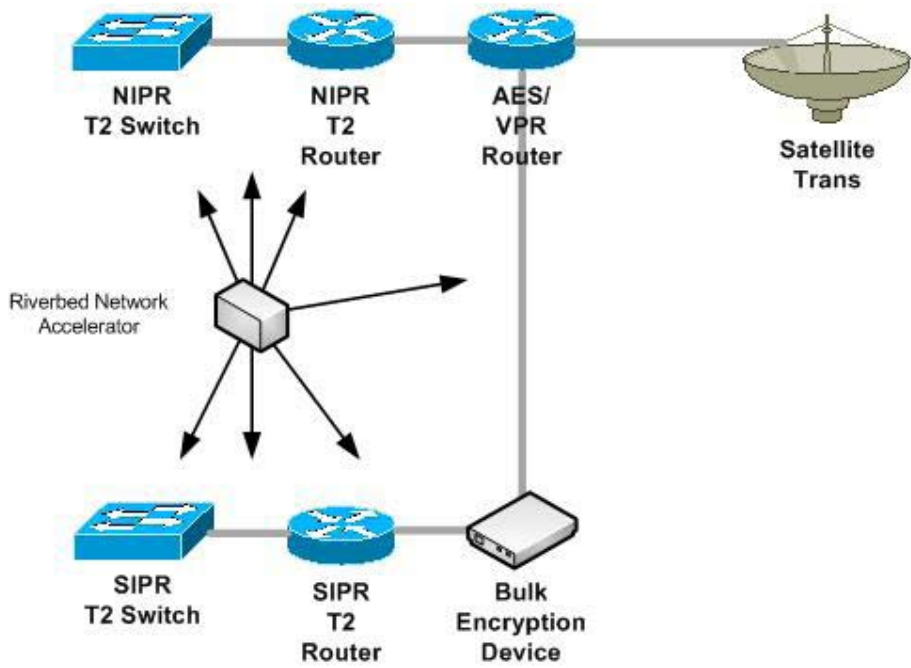 NIPR
T2 Switch
NIPR
T2
Router
AES/
VPR
Router
Satellite
Trans
Riverbed Network
Accelerator
SIPR
T2 Switch
SIPR
T2
Router
Bulk
Encryption
Device